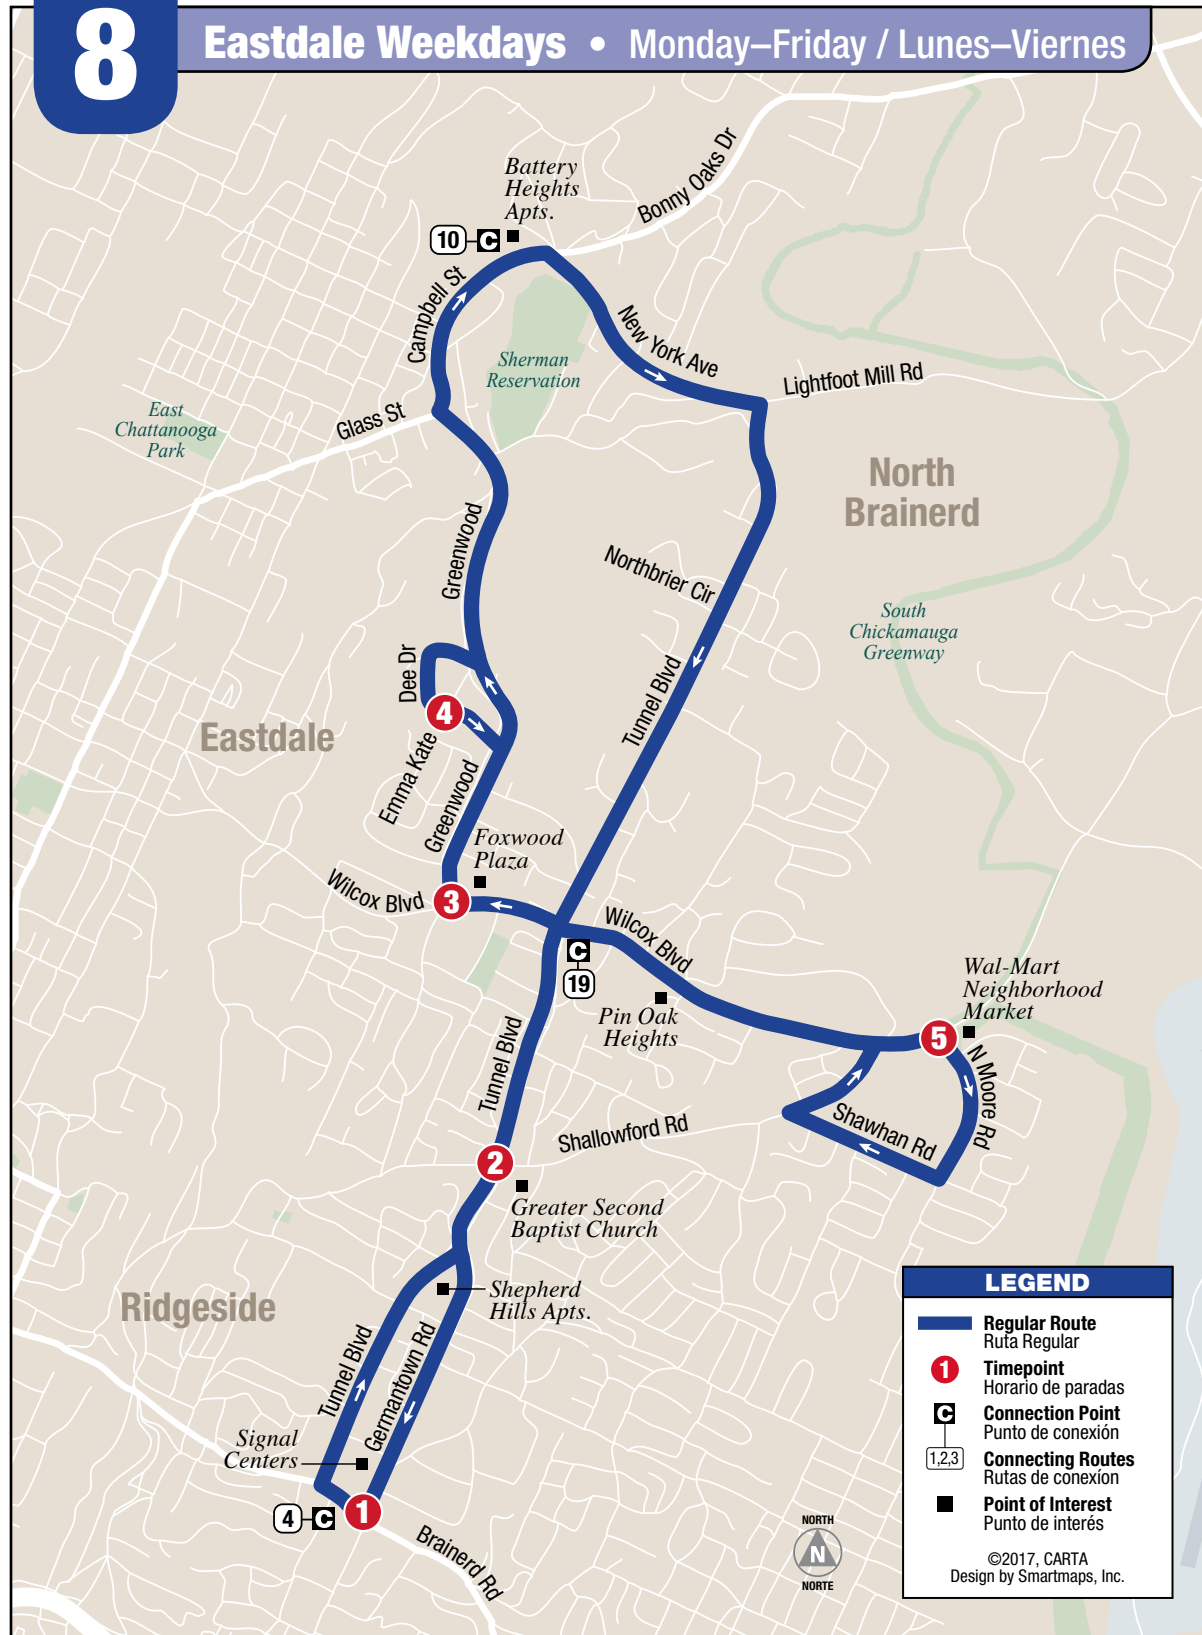 8
Eastdale Weekdays • Monday–Friday / Lunes–Viernes
Battery
Heights
Apts.
Bonny Oaks Dr
10
C
Campbell St
New York Ave
Sherman
Reservation
Lightfoot Mill Rd
Glass St
East
Chattanooga
Park
North
Brainerd
Greenwood
Northbrier Cir
South
Chickamauga
Greenway
Dee Dr
Tunnel Blvd
4
Eastdale
Emma Kate
Greenwood
Foxwood
Plaza
Wilcox Blvd
3
Wilcox Blvd
C
19
Wal-Mart
Neighborhood
Market
Pin Oak
Heights
5
Tunnel Blvd
N Moore Rd
Shawhan Rd
Shallowford Rd
2
Greater Second
Baptist Church
Ridgeside
Shepherd
Hills Apts.
Tunnel Blvd
Germantown Rd
Signal
Centers
4
C
1
Brainerd Rd
NORTH
N
NORTE
LEGEND
Regular Route
Ruta Regular
1
Timepoint
Horario de paradas
C
Connection Point
Punto de conexión
1,2,3
Connecting Routes
Rutas de conexíon
Point of Interest
Punto de interés
©2017, CARTA
Design by Smartmaps, Inc.